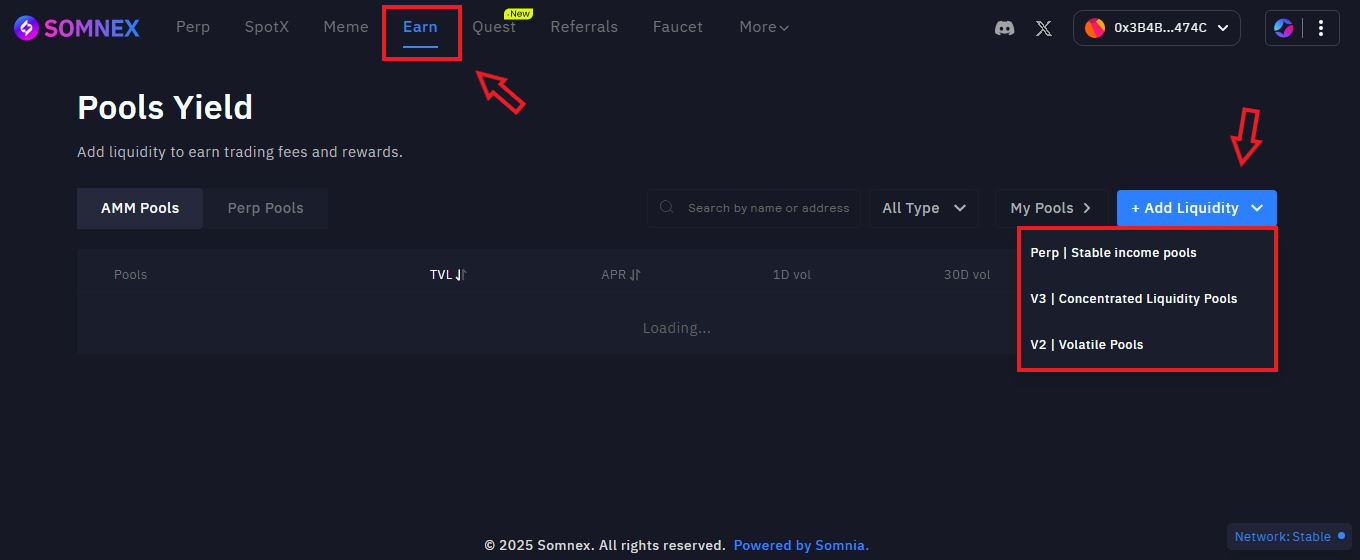 SOMNEX Perp SpotX Meme Earn Quest New Referrals Faucet More 0x3B4B...474C
Pools Yield
Add liquidity to earn trading fees and rewards.
AMM Pools Perp Pools Search by name or address All Type My Pools + Add Liquidity
Perp | Stable income pools
Pools TVL APR 1D vol 30D vol
V3 | Concentrated Liquidity Pools
Loading...
V2 | Volatile Pools
© 2025 Somnex. All rights reserved. Powered by Somnia.
Network: Stable